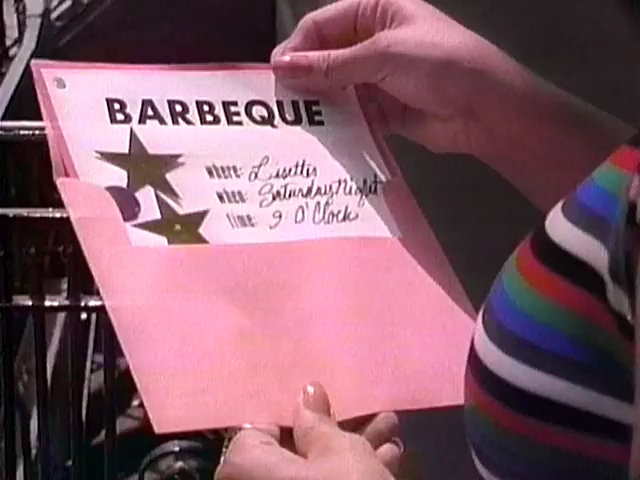 BARBEQUE
where: Lisette's
when: Saturday Night
time: 9 O'Clock